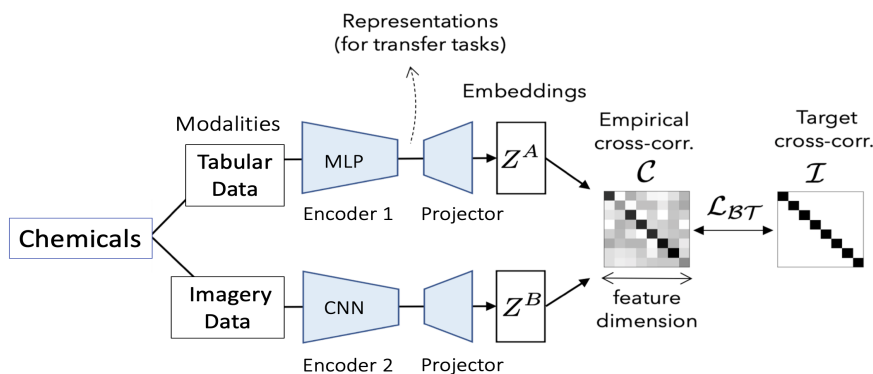 Representations
(for transfer tasks)
Embeddings
Modalities
Tabular
Data
MLP
Encoder 1
Projector
Z^A
Chemicals
Imagery
Data
CNN
Encoder 2
Projector
Z^B
Empirical
cross-corr.
C
feature
dimension
L_BT
Target
cross-corr.
I